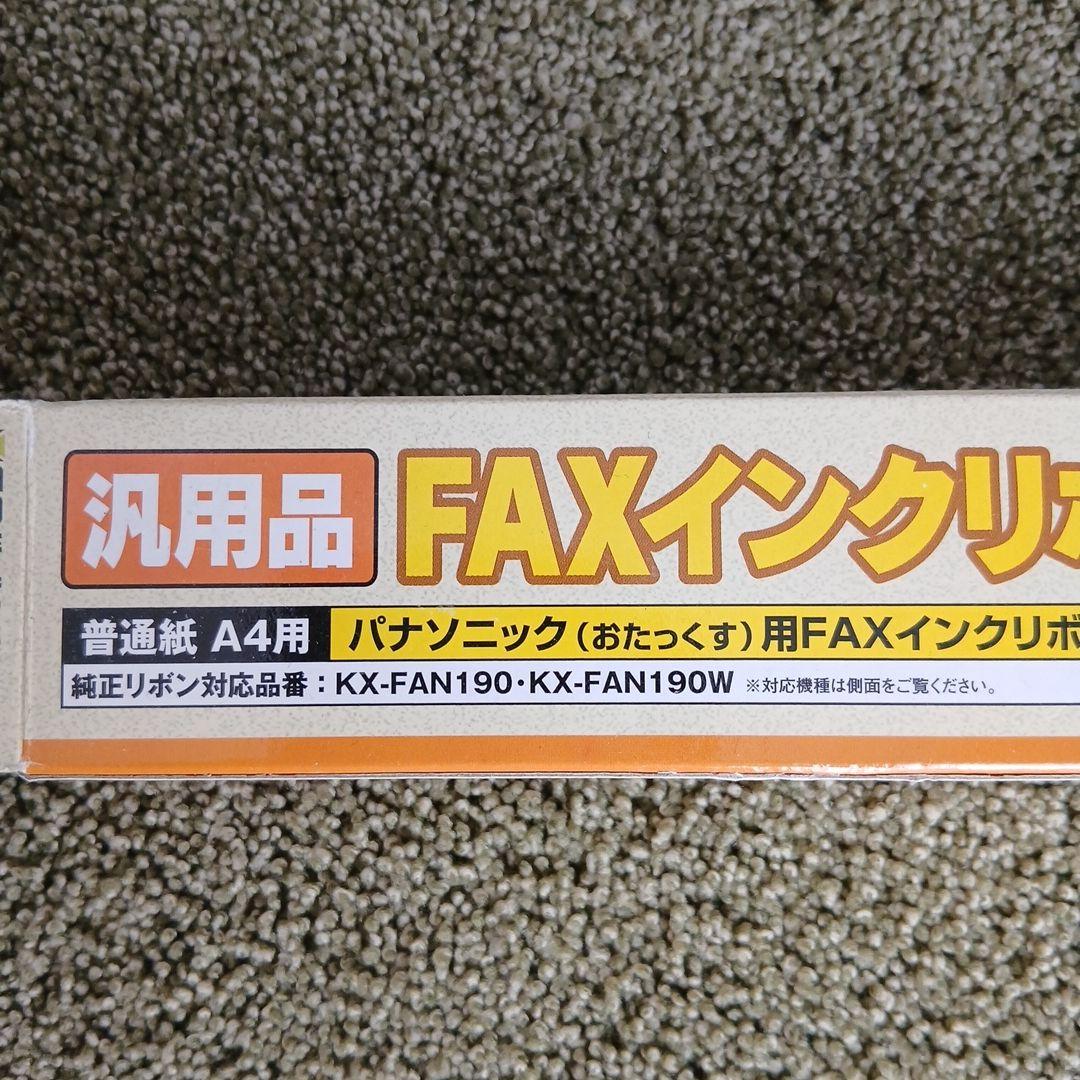 汎用品 FAXインクリ
普通紙 A4用 パナソニック(おたっくす)用FAXインクリボ
純正リボン対応品番:KX-FAN190・KX-FAN190W ※対応機種は側面をご覧ください。